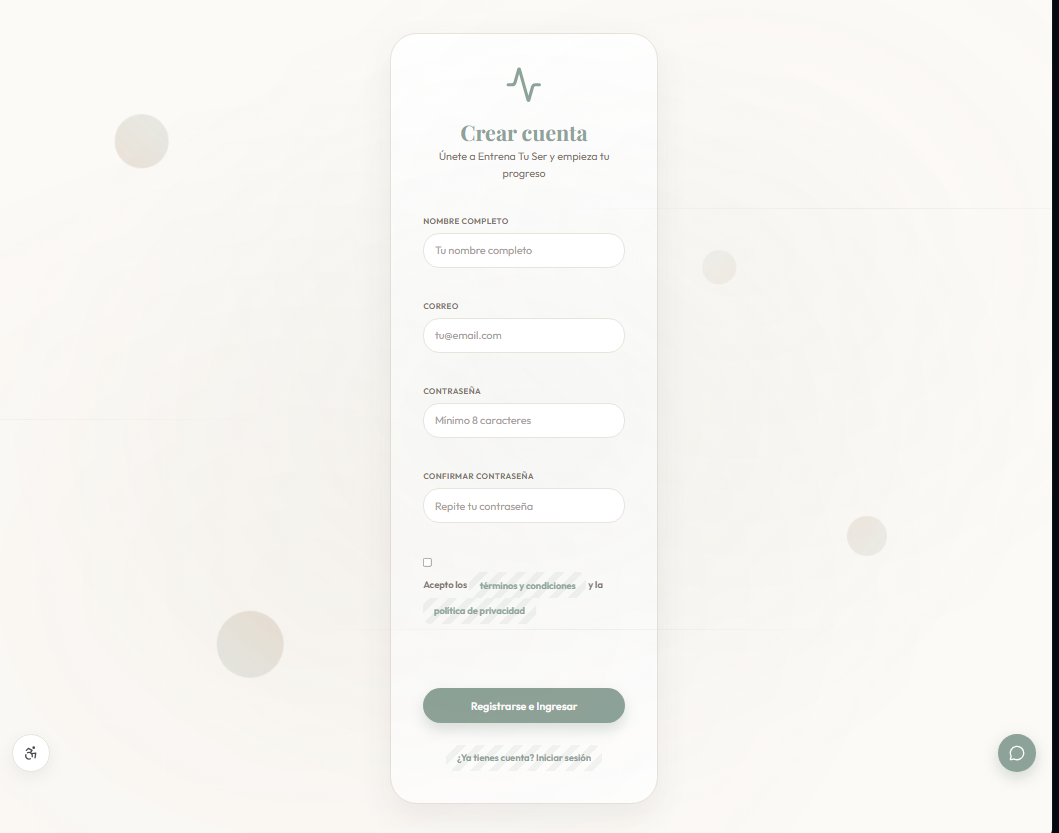 Crear cuenta
Únete a Entrena Tu Ser y empieza tu
progreso
NOMBRE COMPLETO
Tu nombre completo
CORREO
tu@email.com
CONTRASEÑA
Mínimo 8 caracteres
CONFIRMAR CONTRASEÑA
Repite tu contraseña
Acepto los términos y condiciones y la
política de privacidad
Registrarse e Ingresar
¿Ya tienes cuenta? Iniciar sesión